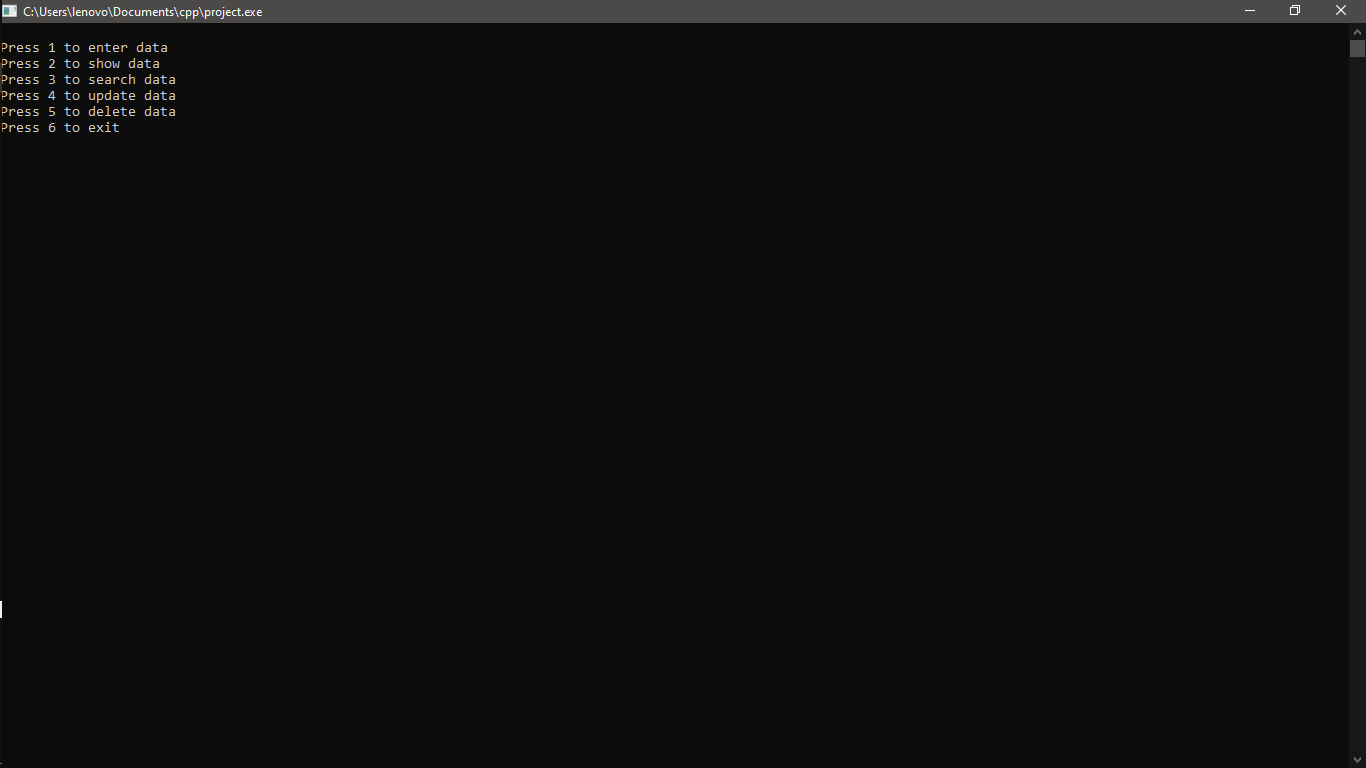 C:\Users\lenovo\Documents\cpp\project.exe
Press 1 to enter data
Press 2 to show data
Press 3 to search data
Press 4 to update data
Press 5 to delete data
Press 6 to exit